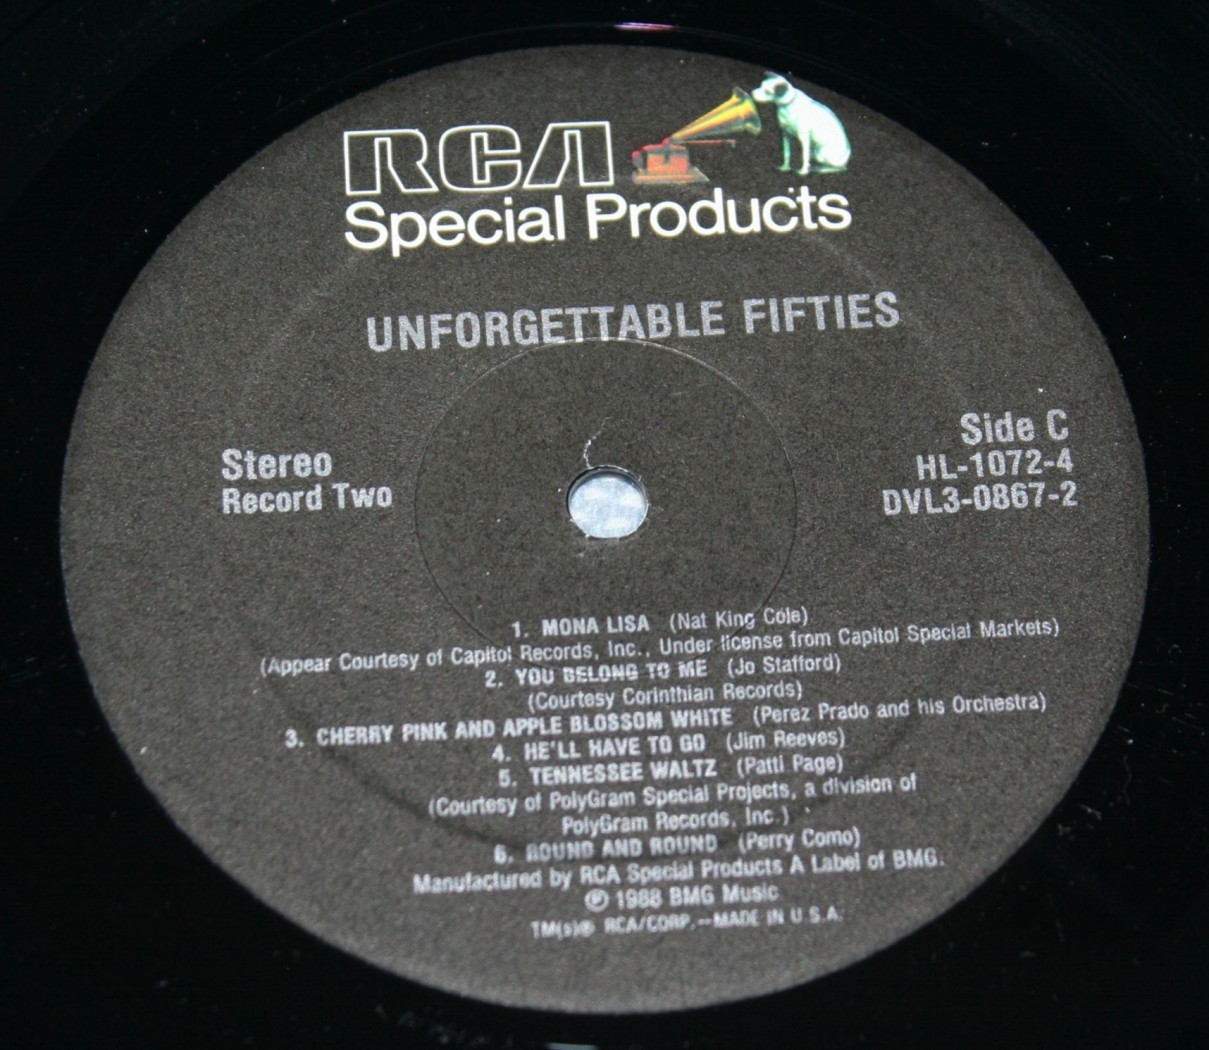 RCA
Special Products
UNFORGETTABLE FIFTIES
Stereo
Record Two
Side C
HL-1072-4
DVL3-0867-2
1. MONA LISA (Nat King Cole)
(Appear Courtesy of Capitol Records, Inc., Under license from Capitol Special Markets)
2. YOU BELONG TO ME (Jo Stafford)
(Courtesy Corinthian Records)
3. CHERRY PINK AND APPLE BLOSSOM WHITE (Perez Prado and his Orchestra)
4. HE'LL HAVE TO GO (Jim Reeves)
5. TENNESSEE WALTZ (Patti Page)
(Courtesy of PolyGram Special Projects, a division of
PolyGram Records, Inc.)
6. ROUND AND ROUND (Perry Como)
Manufactured by RCA Special Products A Label of BMG.
℗ 1988 BMG Music
TM(s)® RCA/CORP.--MADE IN U.S.A.